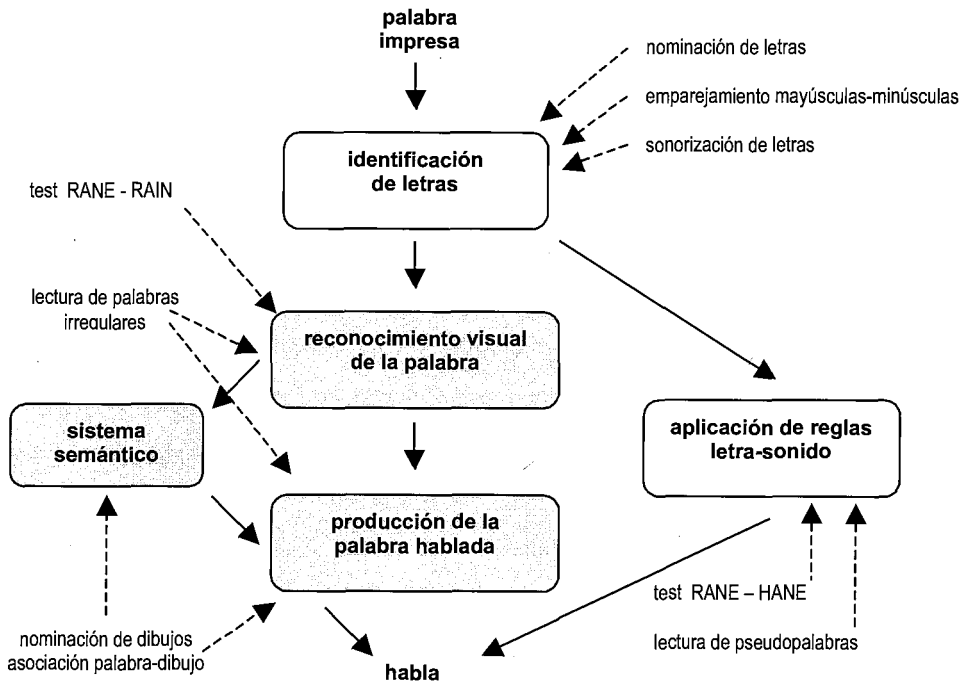 palabra
impresa
nominación de letras
emparejamiento mayúsculas-minúsculas
sonorización de letras
identificación
de letras
test RANE - RAIN
lectura de palabras
irregulares
reconocimiento visual
de la palabra
sistema
semántico
aplicación de reglas
letra-sonido
producción de la
palabra hablada
test RANE – HANE
lectura de pseudopalabras
nominación de dibujos
asociación palabra-dibujo
habla